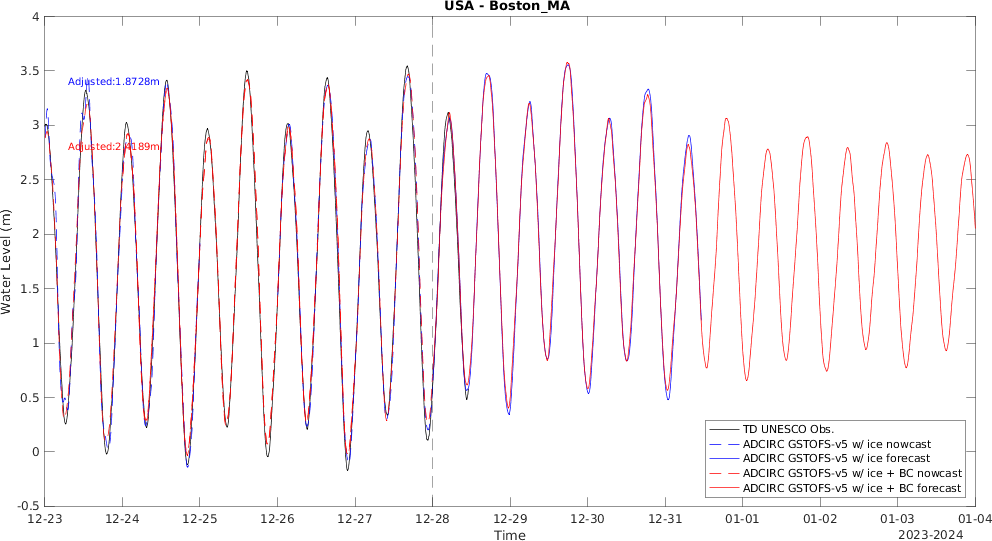 USA - Boston_MA
Water Level (m)
4
3.5
3
2.5
2
1.5
1
0.5
0
-0.5
Adjusted:1.8728m
Adjusted:2.4189m
TD UNESCO Obs.
ADCIRC GSTOFS-v5 w/ ice nowcast
ADCIRC GSTOFS-v5 w/ ice forecast
ADCIRC GSTOFS-v5 w/ ice + BC nowcast
ADCIRC GSTOFS-v5 w/ ice + BC forecast
12-23 12-24 12-25 12-26 12-27 12-28 12-29 12-30 12-31 01-01 01-02 01-03 01-04
Time
2023-2024